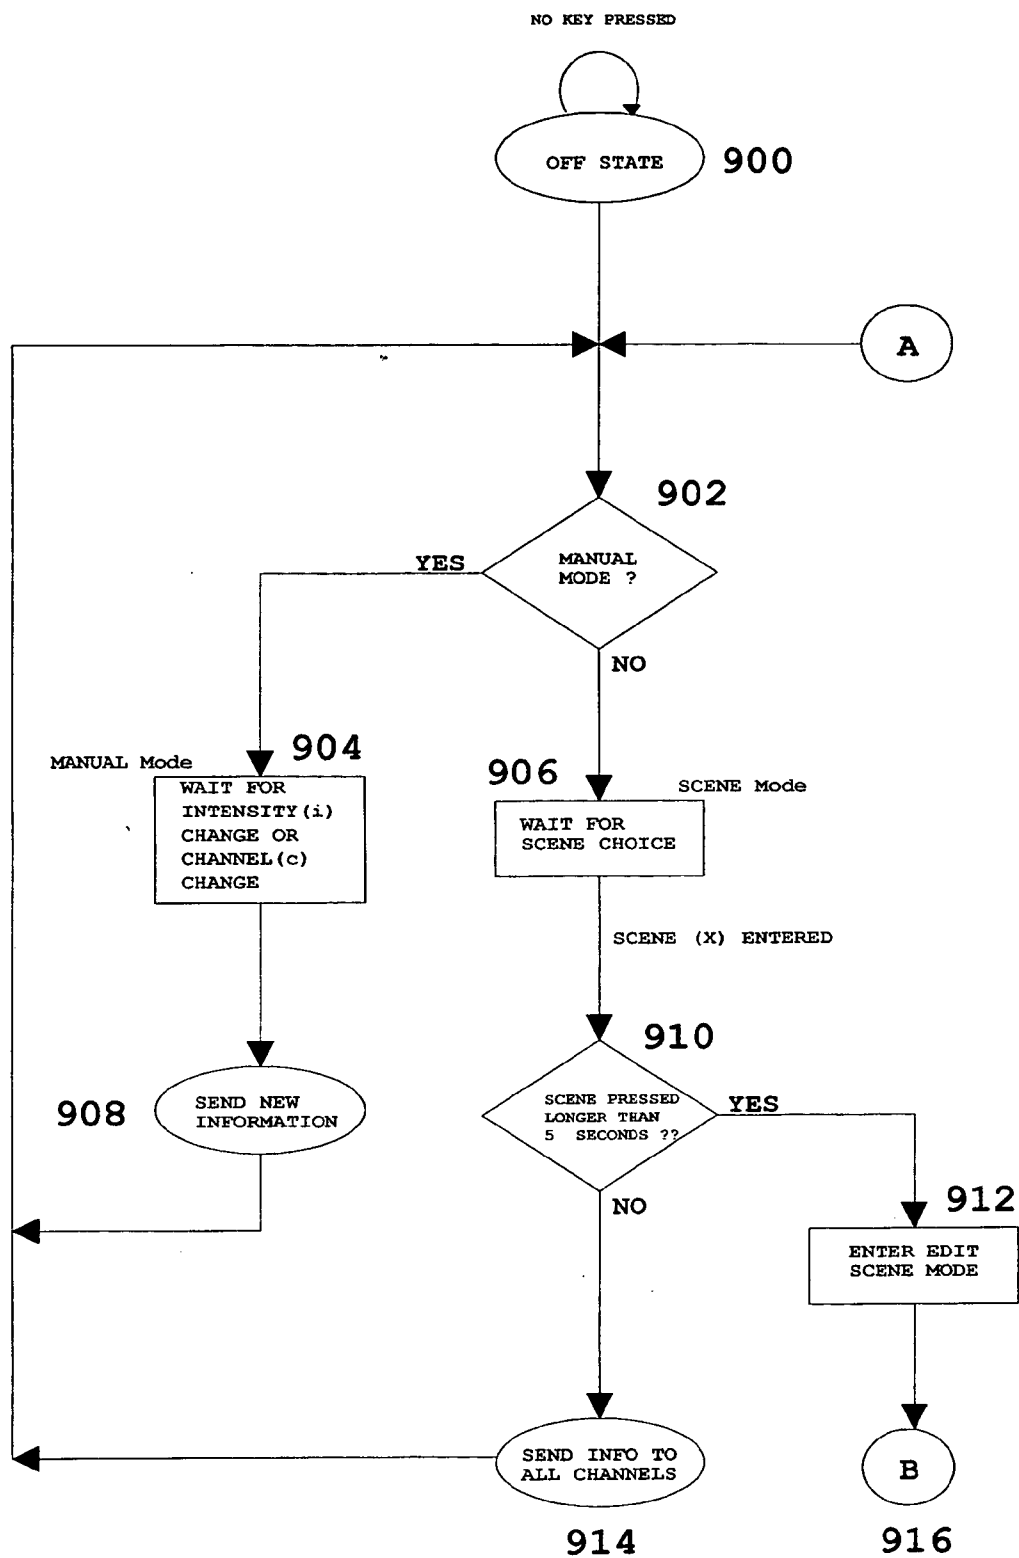 NO KEY PRESSED
OFF STATE
900
A
902
MANUAL
MODE ?
YES
NO
MANUAL Mode
904
WAIT FOR
INTENSITY(i)
CHANGE OR
CHANNEL(c)
CHANGE
906
SCENE Mode
WAIT FOR
SCENE CHOICE
SCENE (X) ENTERED
910
SCENE PRESSED
LONGER THAN
5 SECONDS ??
YES
NO
908
SEND NEW
INFORMATION
912
ENTER EDIT
SCENE MODE
SEND INFO TO
ALL CHANNELS
914
B
916